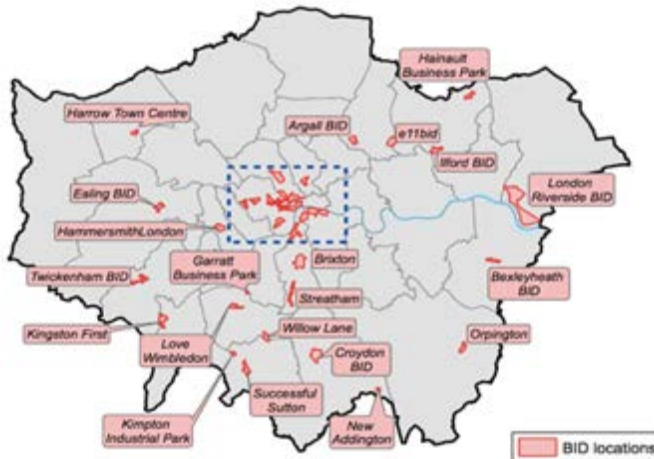 Hainault
Business Park
Harrow Town Centre
Argall BID
e11bid
Ilford BID
London
Riverside BID
Ealing BID
HammersmithLondon
Garratt
Business Park
Brixton
Bexleyheath
BID
Twickenham BID
Streatham
Kingston First
Love
Wimbledon
Willow Lane
Croydon
BID
Orpington
Kimpton
Industrial Park
Successful
Sutton
New
Addington
BID locations